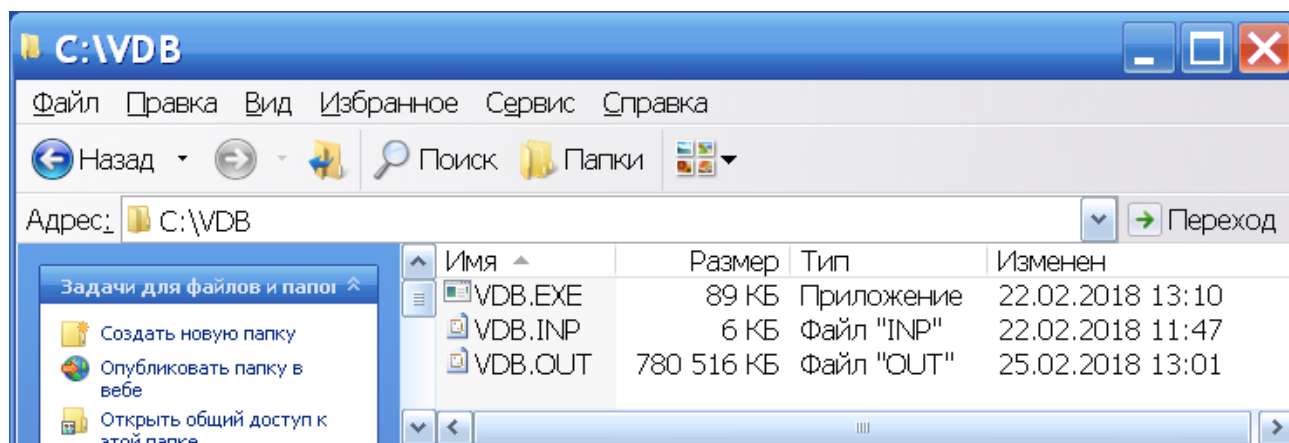 C:\VDB
Файл Правка Вид Избранное Сервис Справка
Назад Поиск Папки
Адрес: C:\VDB Переход
Задачи для файлов и папо
Создать новую папку
Опубликовать папку в
вебе
Открыть общий доступ к
этой папке
Имя Размер Тип Изменен
VDB.EXE 89 КБ Приложение 22.02.2018 13:10
VDB.INP 6 КБ Файл "INP" 22.02.2018 11:47
VDB.OUT 780 516 КБ Файл "OUT" 25.02.2018 13:01